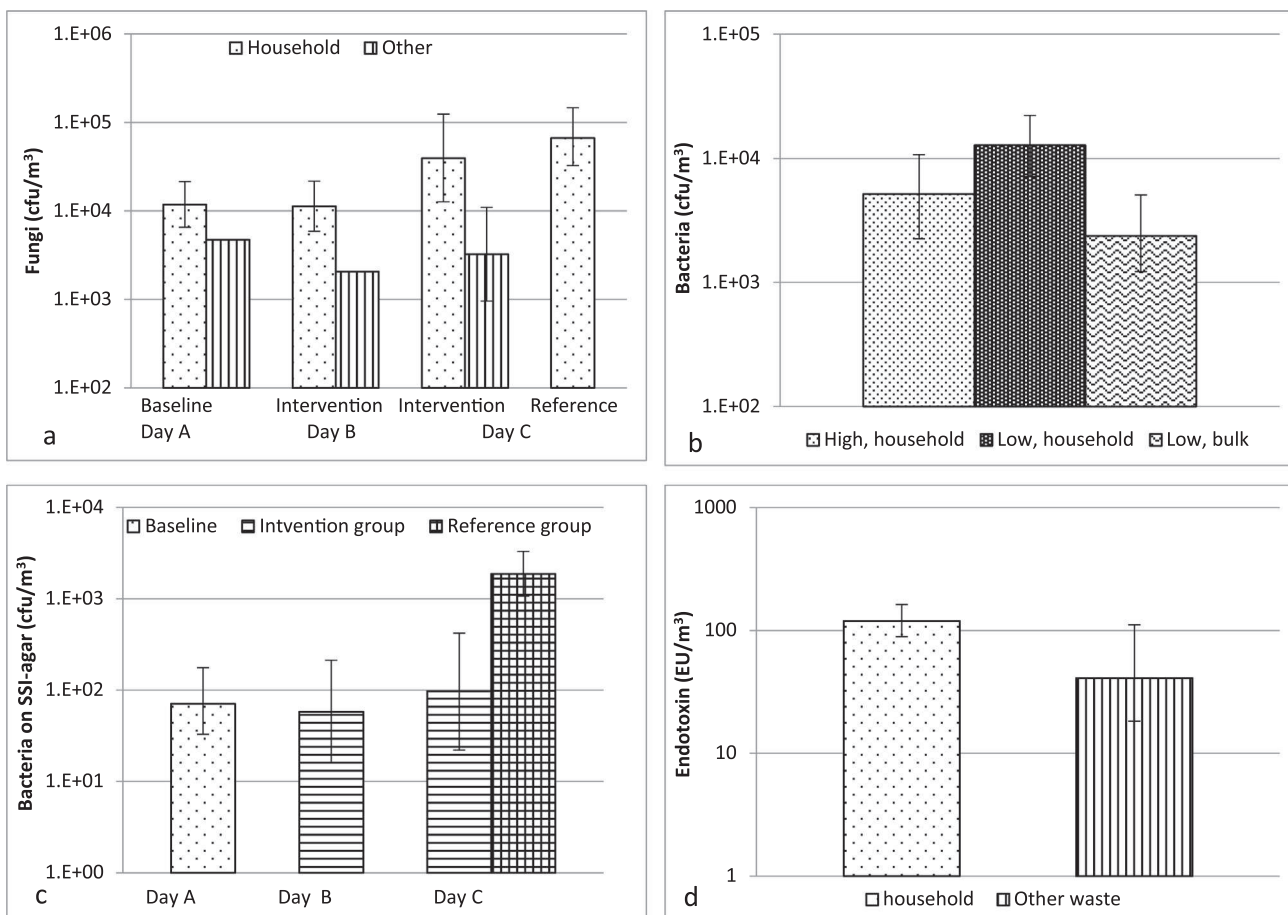 1.E+06
Household Other
1.E+05
1.E+04
1.E+03
1.E+02
Fungi (cfu/m³)
Baseline Intervention Intervention Reference
Day A Day B Day C
a
1.E+05
1.E+04
1.E+03
1.E+02
Bacteria (cfu/m³)
High, household Low, household Low, bulk
b
1.E+04
Baseline Intvention group Reference group
1.E+03
1.E+02
1.E+01
1.E+00
Bacteria on SSI-agar (cfu/m³)
Day A Day B Day C
c
1000
100
10
1
Endotoxin (EU/m³)
household Other waste
d